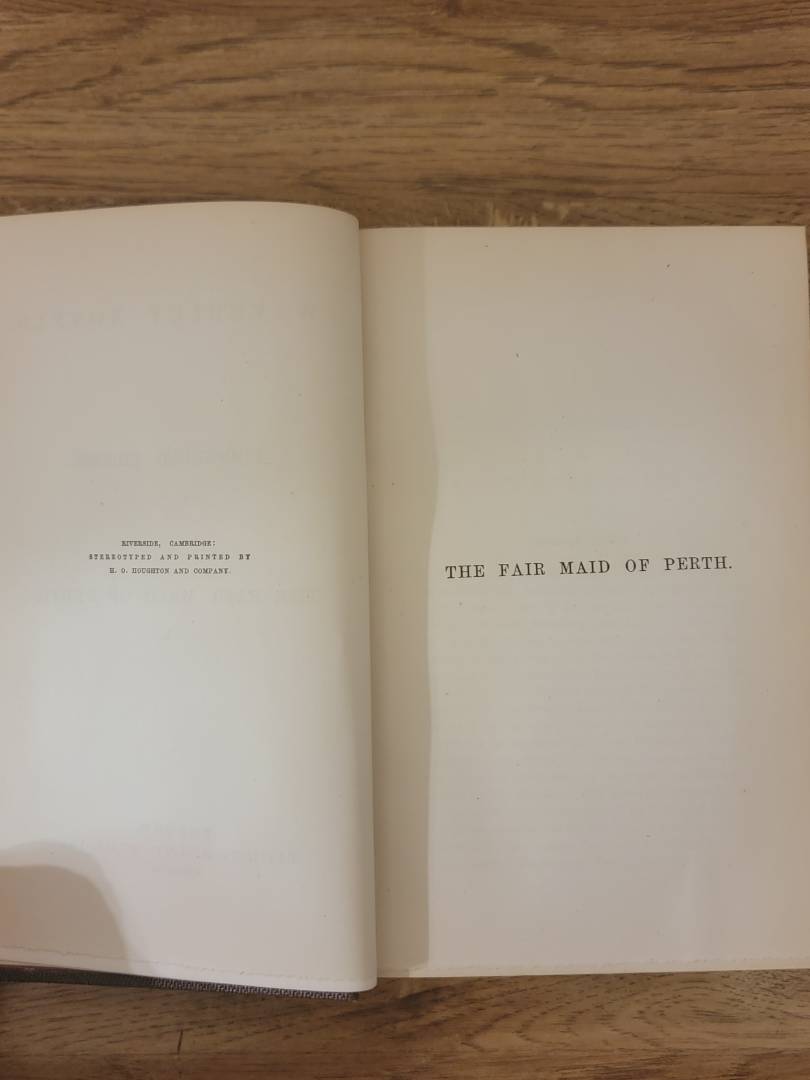 RIVERSIDE, CAMBRIDGE:
STEREOTYPED AND PRINTED BY
H. O. HOUGHTON AND COMPANY.
THE FAIR MAID OF PERTH.